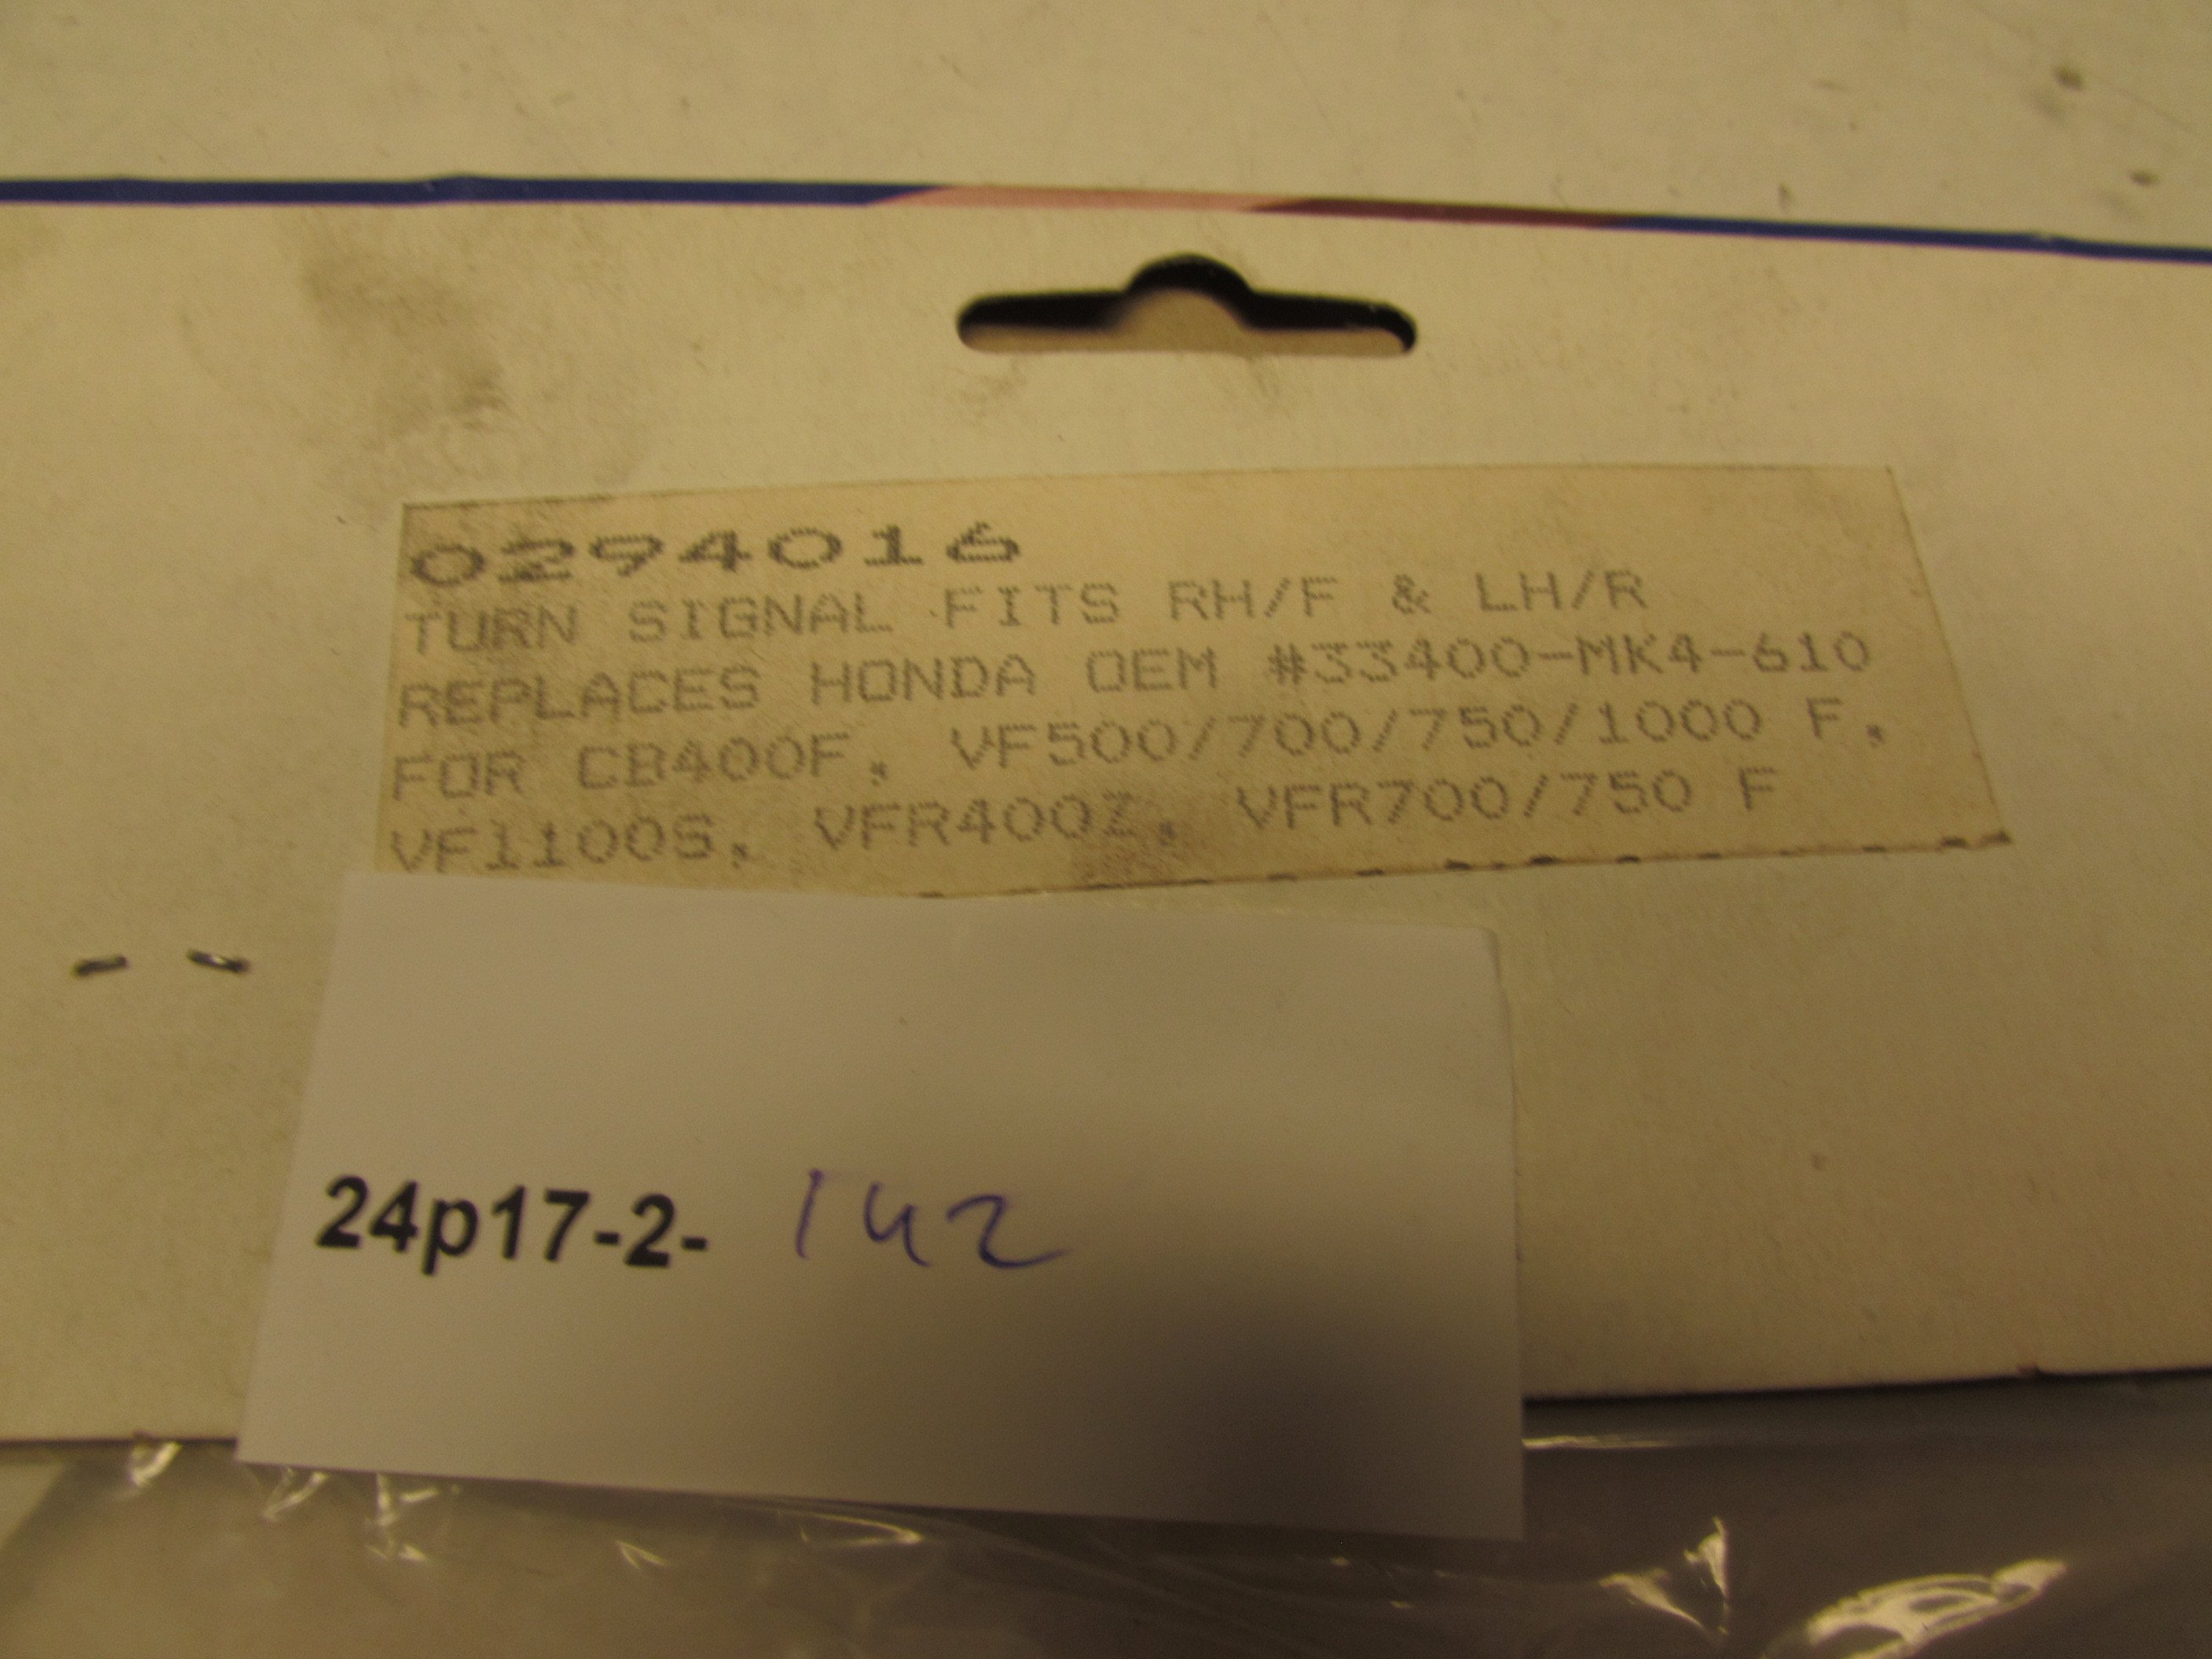 0294016
TURN SIGNAL FITS RH/F & LH/R
REPLACES HONDA OEM #33400-MK4-610
FOR CB400F, VF500/700/750/1000 F,
VF1100S, VFR400Z, VFR700/750 F
24p17-2- 142